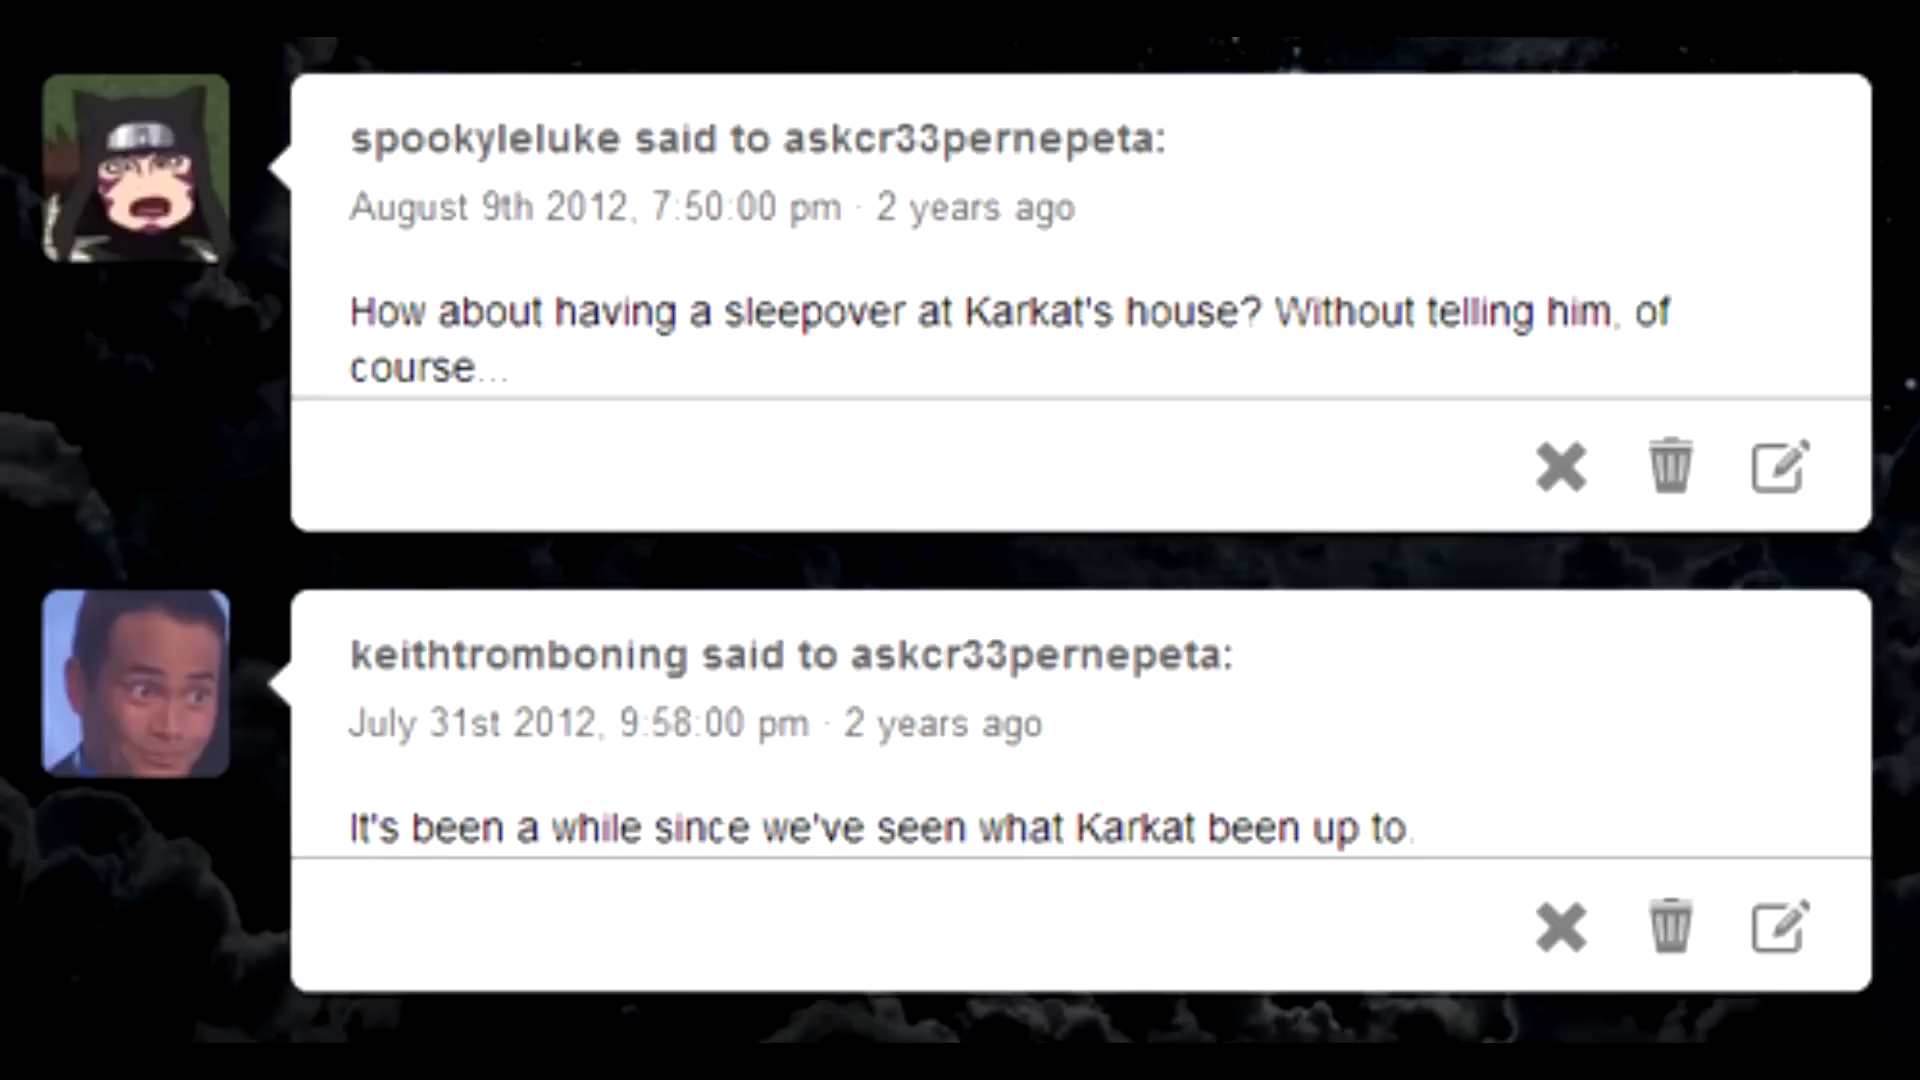 spookyleluke said to askcr33pernepeta:
August 9th 2012, 7:50:00 pm · 2 years ago
How about having a sleepover at Karkat's house? Without telling him, of
course...
keithtromboning said to askcr33pernepeta:
July 31st 2012, 9:58:00 pm · 2 years ago
It's been a while since we've seen what Karkat been up to.